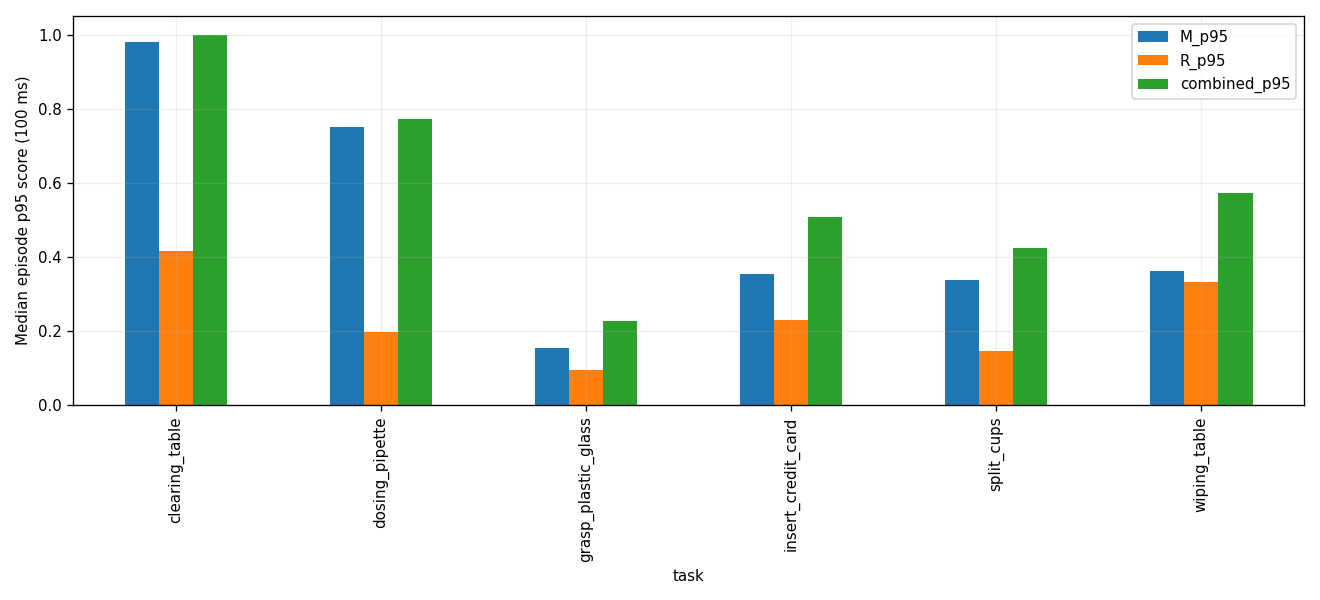 Median episode p95 score (100 ms)
1.0
0.8
0.6
0.4
0.2
0.0
M_p95
R_p95
combined_p95
clearing_table
dosing_pipette
grasp_plastic_glass
insert_credit_card
split_cups
wiping_table
task